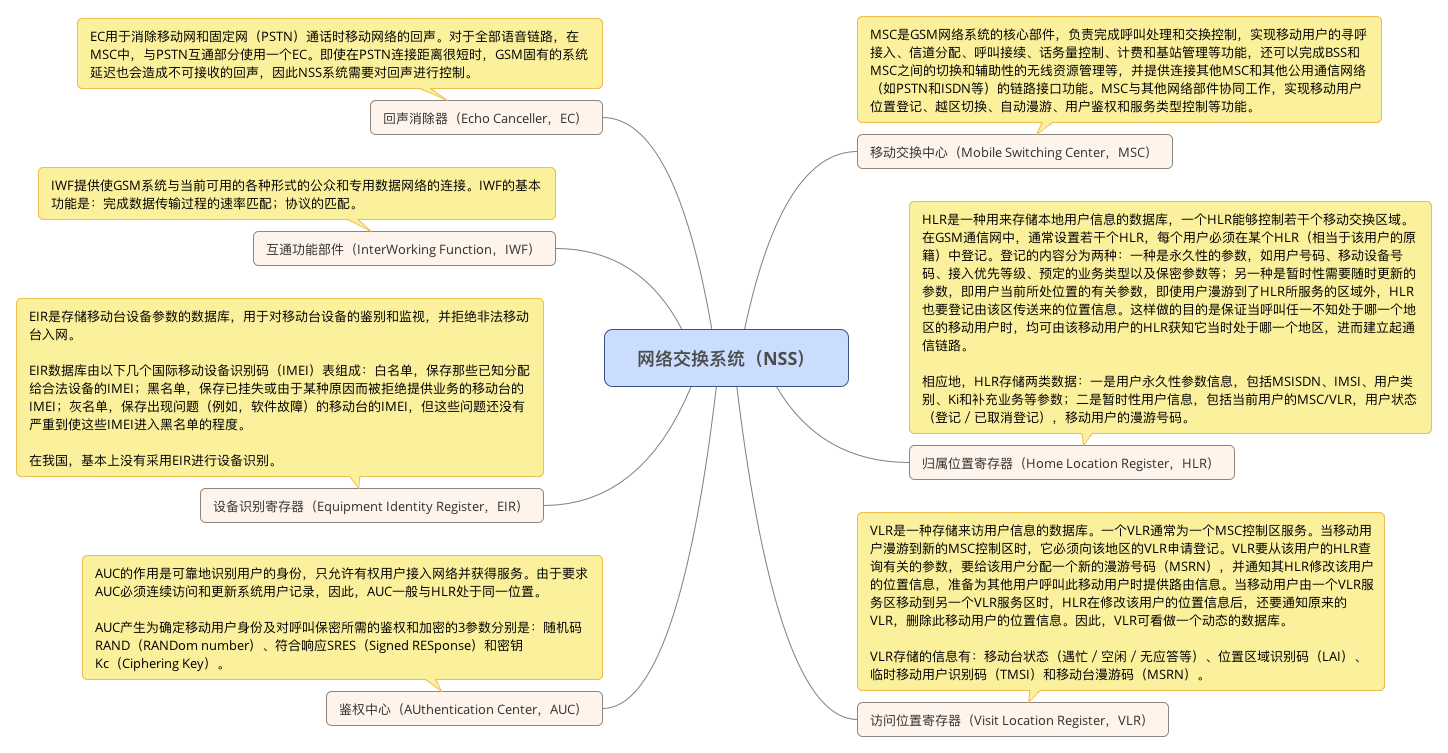 EC用于消除移动网和固定网（PSTN）通话时移动网络的回声。对于全部语音链路，在
MSC中，与PSTN互通部分使用一个EC。即使在PSTN连接距离很短时，GSM固有的系统
延迟也会造成不可接收的回声，因此NSS系统需要对回声进行控制。
回声消除器（Echo Canceller，EC）
IWF提供使GSM系统与当前可用的各种形式的公众和专用数据网络的连接。IWF的基本
功能是：完成数据传输过程的速率匹配；协议的匹配。
互通功能部件（InterWorking Function，IWF）
EIR是存储移动台设备参数的数据库，用于对移动台设备的鉴别和监视，并拒绝非法移动
台入网。
EIR数据库由以下几个国际移动设备识别码（IMEI）表组成：白名单，保存那些已知分配
给合法设备的IMEI；黑名单，保存已挂失或由于某种原因而被拒绝提供业务的移动台的
IMEI；灰名单，保存出现问题（例如，软件故障）的移动台的IMEI，但这些问题还没有
严重到使这些IMEI进入黑名单的程度。
在我国，基本上没有采用EIR进行设备识别。
设备识别寄存器（Equipment Identity Register，EIR）
AUC的作用是可靠地识别用户的身份，只允许有权用户接入网络并获得服务。由于要求
AUC必须连续访问和更新系统用户记录，因此，AUC一般与HLR处于同一位置。
AUC产生为确定移动用户身份及对呼叫保密所需的鉴权和加密的3参数分别是：随机码
RAND（RANDom number）、符合响应SRES（Signed RESponse）和密钥
Kc（Ciphering Key）。
鉴权中心（AUthentication Center，AUC）
网络交换系统（NSS）
MSC是GSM网络系统的核心部件，负责完成呼叫处理和交换控制，实现移动用户的寻呼
接入、信道分配、呼叫接续、话务量控制、计费和基站管理等功能，还可以完成BSS和
MSC之间的切换和辅助性的无线资源管理等，并提供连接其他MSC和其他公用通信网络
（如PSTN和ISDN等）的链路接口功能。MSC与其他网络部件协同工作，实现移动用户
位置登记、越区切换、自动漫游、用户鉴权和服务类型控制等功能。
移动交换中心（Mobile Switching Center，MSC）
HLR是一种用来存储本地用户信息的数据库，一个HLR能够控制若干个移动交换区域。
在GSM通信网中，通常设置若干个HLR，每个用户必须在某个HLR（相当于该用户的原
籍）中登记。登记的内容分为两种：一种是永久性的参数，如用户号码、移动设备号
码、接入优先等级、预定的业务类型以及保密参数等；另一种是暂时性需要随时更新的
参数，即用户当前所处位置的有关参数，即使用户漫游到了HLR所服务的区域外，HLR
也要登记由该区传送来的位置信息。这样做的目的是保证当呼叫任一不知处于哪一个地
区的移动用户时，均可由该移动用户的HLR获知它当时处于哪一个地区，进而建立起通
信链路。
相应地，HLR存储两类数据：一是用户永久性参数信息，包括MSISDN、IMSI、用户类
别、Ki和补充业务等参数；二是暂时性用户信息，包括当前用户的MSC/VLR，用户状态
（登记／已取消登记），移动用户的漫游号码。
归属位置寄存器（Home Location Register，HLR）
VLR是一种存储来访用户信息的数据库。一个VLR通常为一个MSC控制区服务。当移动用
户漫游到新的MSC控制区时，它必须向该地区的VLR申请登记。VLR要从该用户的HLR查
询有关的参数，要给该用户分配一个新的漫游号码（MSRN），并通知其HLR修改该用户
的位置信息，准备为其他用户呼叫此移动用户时提供路由信息。当移动用户由一个VLR服
务区移动到另一个VLR服务区时，HLR在修改该用户的位置信息后，还要通知原来的
VLR，删除此移动用户的位置信息。因此，VLR可看做一个动态的数据库。
VLR存储的信息有：移动台状态（遇忙／空闲／无应答等）、位置区域识别码（LAI）、
临时移动用户识别码（TMSI）和移动台漫游码（MSRN）。
访问位置寄存器（Visit Location Register，VLR）